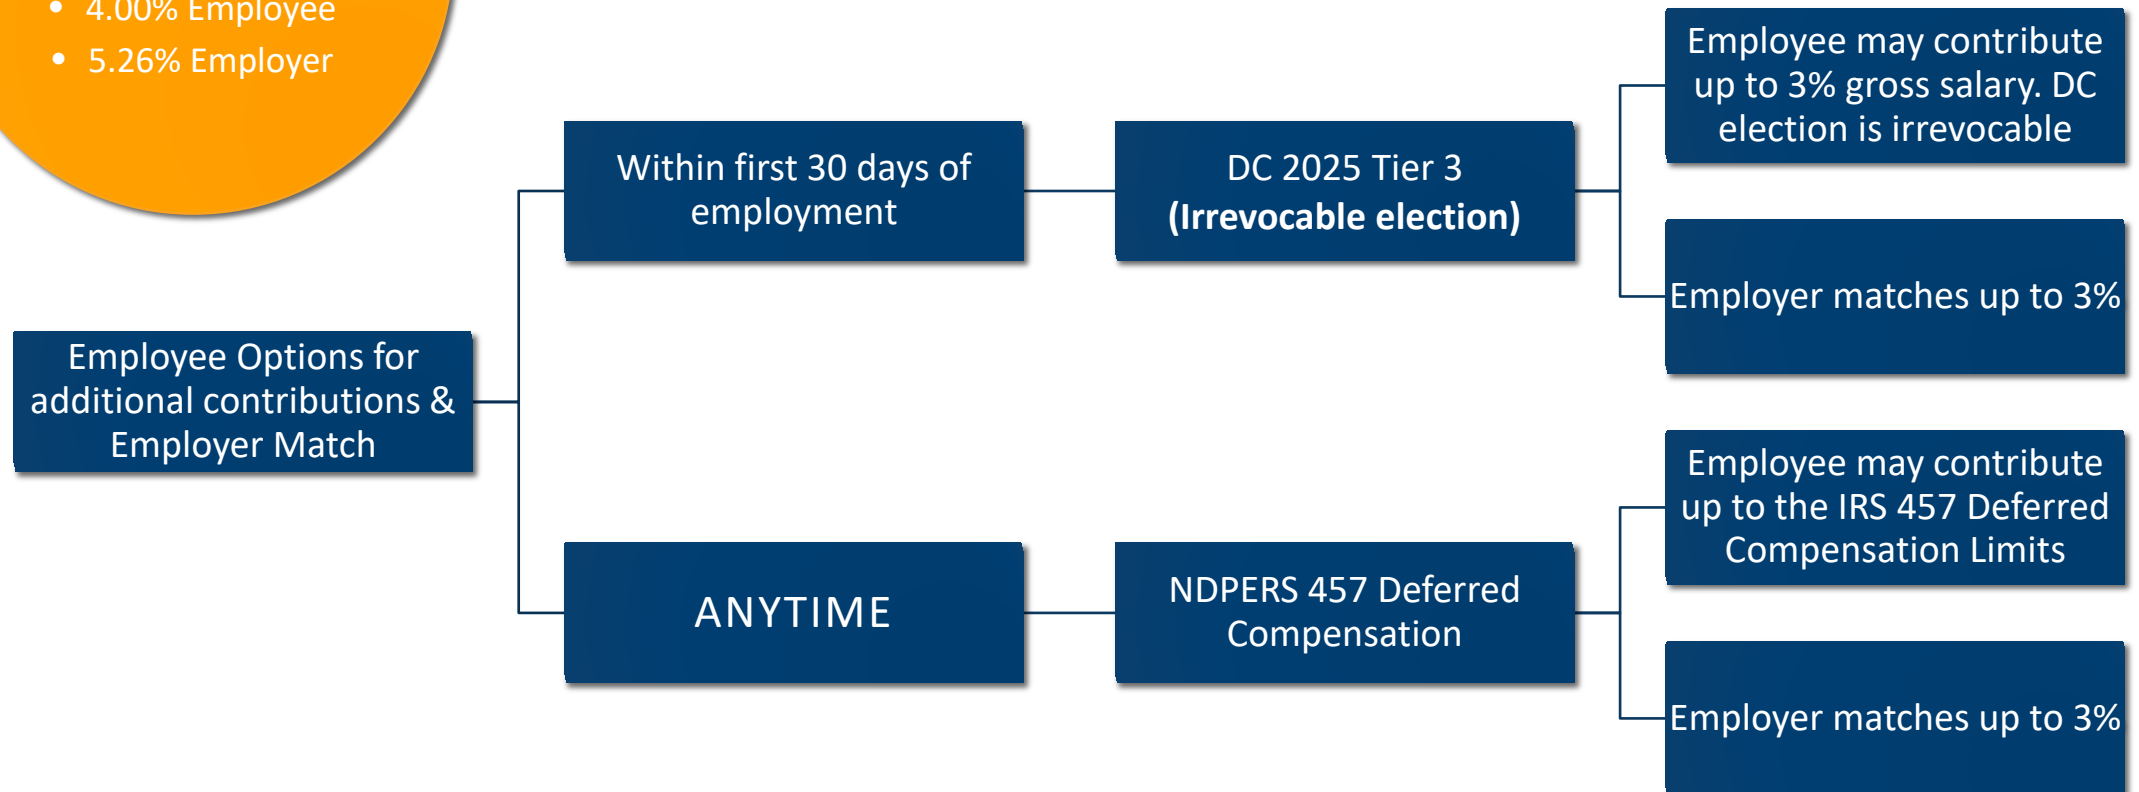 • 4.00% Employee
• 5.26% Employer
Employee Options for
additional contributions &
Employer Match
Within first 30 days of
employment
DC 2025 Tier 3
(Irrevocable election)
Employee may contribute
up to 3% gross salary. DC
election is irrevocable
Employer matches up to 3%
ANYTIME
NDPERS 457 Deferred
Compensation
Employee may contribute
up to the IRS 457 Deferred
Compensation Limits
Employer matches up to 3%